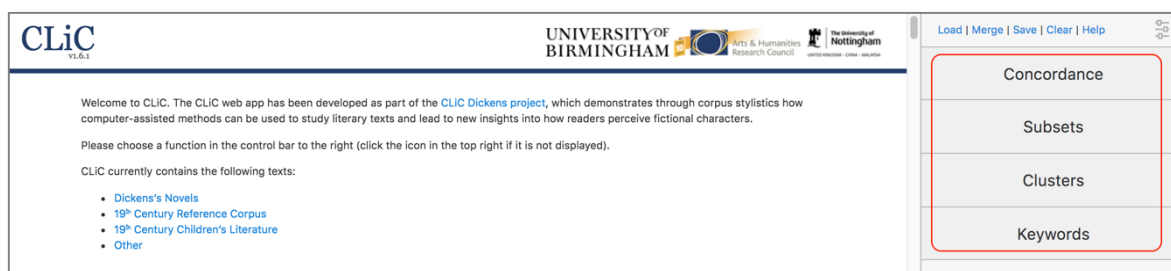 CLiC
v1.6.1
UNIVERSITYOF
BIRMINGHAM
Arts & Humanities
Research Council
The University of
Nottingham
UNITED KINGDOM · CHINA · MALAYSIA
Load | Merge | Save | Clear | Help
Welcome to CLiC. The CLiC web app has been developed as part of the CLiC Dickens project, which demonstrates through corpus stylistics how
computer-assisted methods can be used to study literary texts and lead to new insights into how readers perceive fictional characters.
Please choose a function in the control bar to the right (click the icon in the top right if it is not displayed).
CLiC currently contains the following texts:
• Dickens's Novels
• 19th Century Reference Corpus
• 19th Century Children's Literature
• Other
Concordance
Subsets
Clusters
Keywords